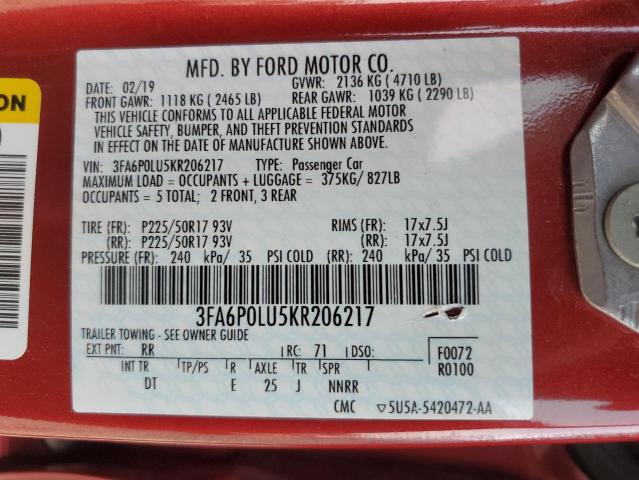 MFD. BY FORD MOTOR CO.
DATE: 02/19 GVWR: 2136 KG ( 4710 LB)
FRONT GAWR: 1118 KG ( 2465 LB) REAR GAWR: 1039 KG ( 2290 LB)
THIS VEHICLE CONFORMS TO ALL APPLICABLE FEDERAL MOTOR
VEHICLE SAFETY, BUMPER, AND THEFT PREVENTION STANDARDS
IN EFFECT ON THE DATE OF MANUFACTURE SHOWN ABOVE.
VIN: 3FA6P0LU5KR206217 TYPE: Passenger Car
MAXIMUM LOAD = OCCUPANTS + LUGGAGE = 375KG/ 827LB
OCCUPANTS = 5 TOTAL; 2 FRONT, 3 REAR
TIRE (FR): P225/50R17 93V RIMS (FR): 17x7.5J
(RR): P225/50R17 93V (RR): 17x7.5J
PRESSURE (FR): 240 kPa/ 35 PSI COLD (RR): 240 kPa/ 35 PSI COLD
3FA6P0LU5KR206217
TRAILER TOWING - SEE OWNER GUIDE
EXT PNT: RR RC: 71 DSO: F0072
INT TR TP/PS R AXLE TR SPR R0100
DT E 25 J NNRR
CMC ▽5U5A-5420472-AA
ON